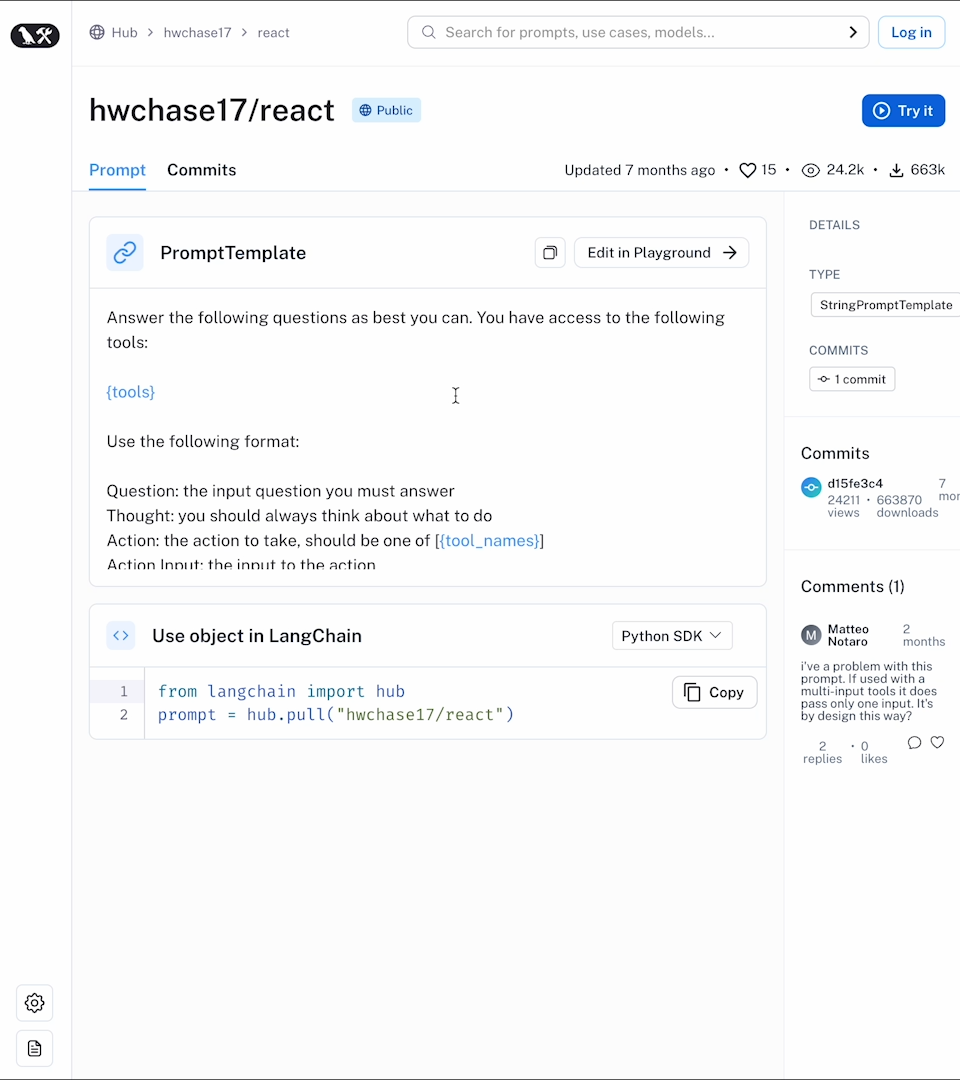 Hub > hwchase17 > react
Search for prompts, use cases, models...
Log in
hwchase17/react
Public
Try it
Prompt
Commits
Updated 7 months ago • 15 • 24.2k • 663k
PromptTemplate
Edit in Playground
Answer the following questions as best you can. You have access to the following
tools:
{tools}
Use the following format:
Question: the input question you must answer
Thought: you should always think about what to do
Action: the action to take, should be one of [{tool_names}]
Action Input: the input to the action
Use object in LangChain
Python SDK
1 from langchain import hub
2 prompt = hub.pull("hwchase17/react")
Copy
DETAILS
TYPE
StringPromptTemplate
COMMITS
1 commit
Commits
d15fe3c4
24211 • 663870
views downloads
7
mon
Comments (1)
M
Matteo
Notaro
2
months
i've a problem with this
prompt. If used with a
multi-input tools it does
pass only one input. It's
by design this way?
2 • 0
replies likes